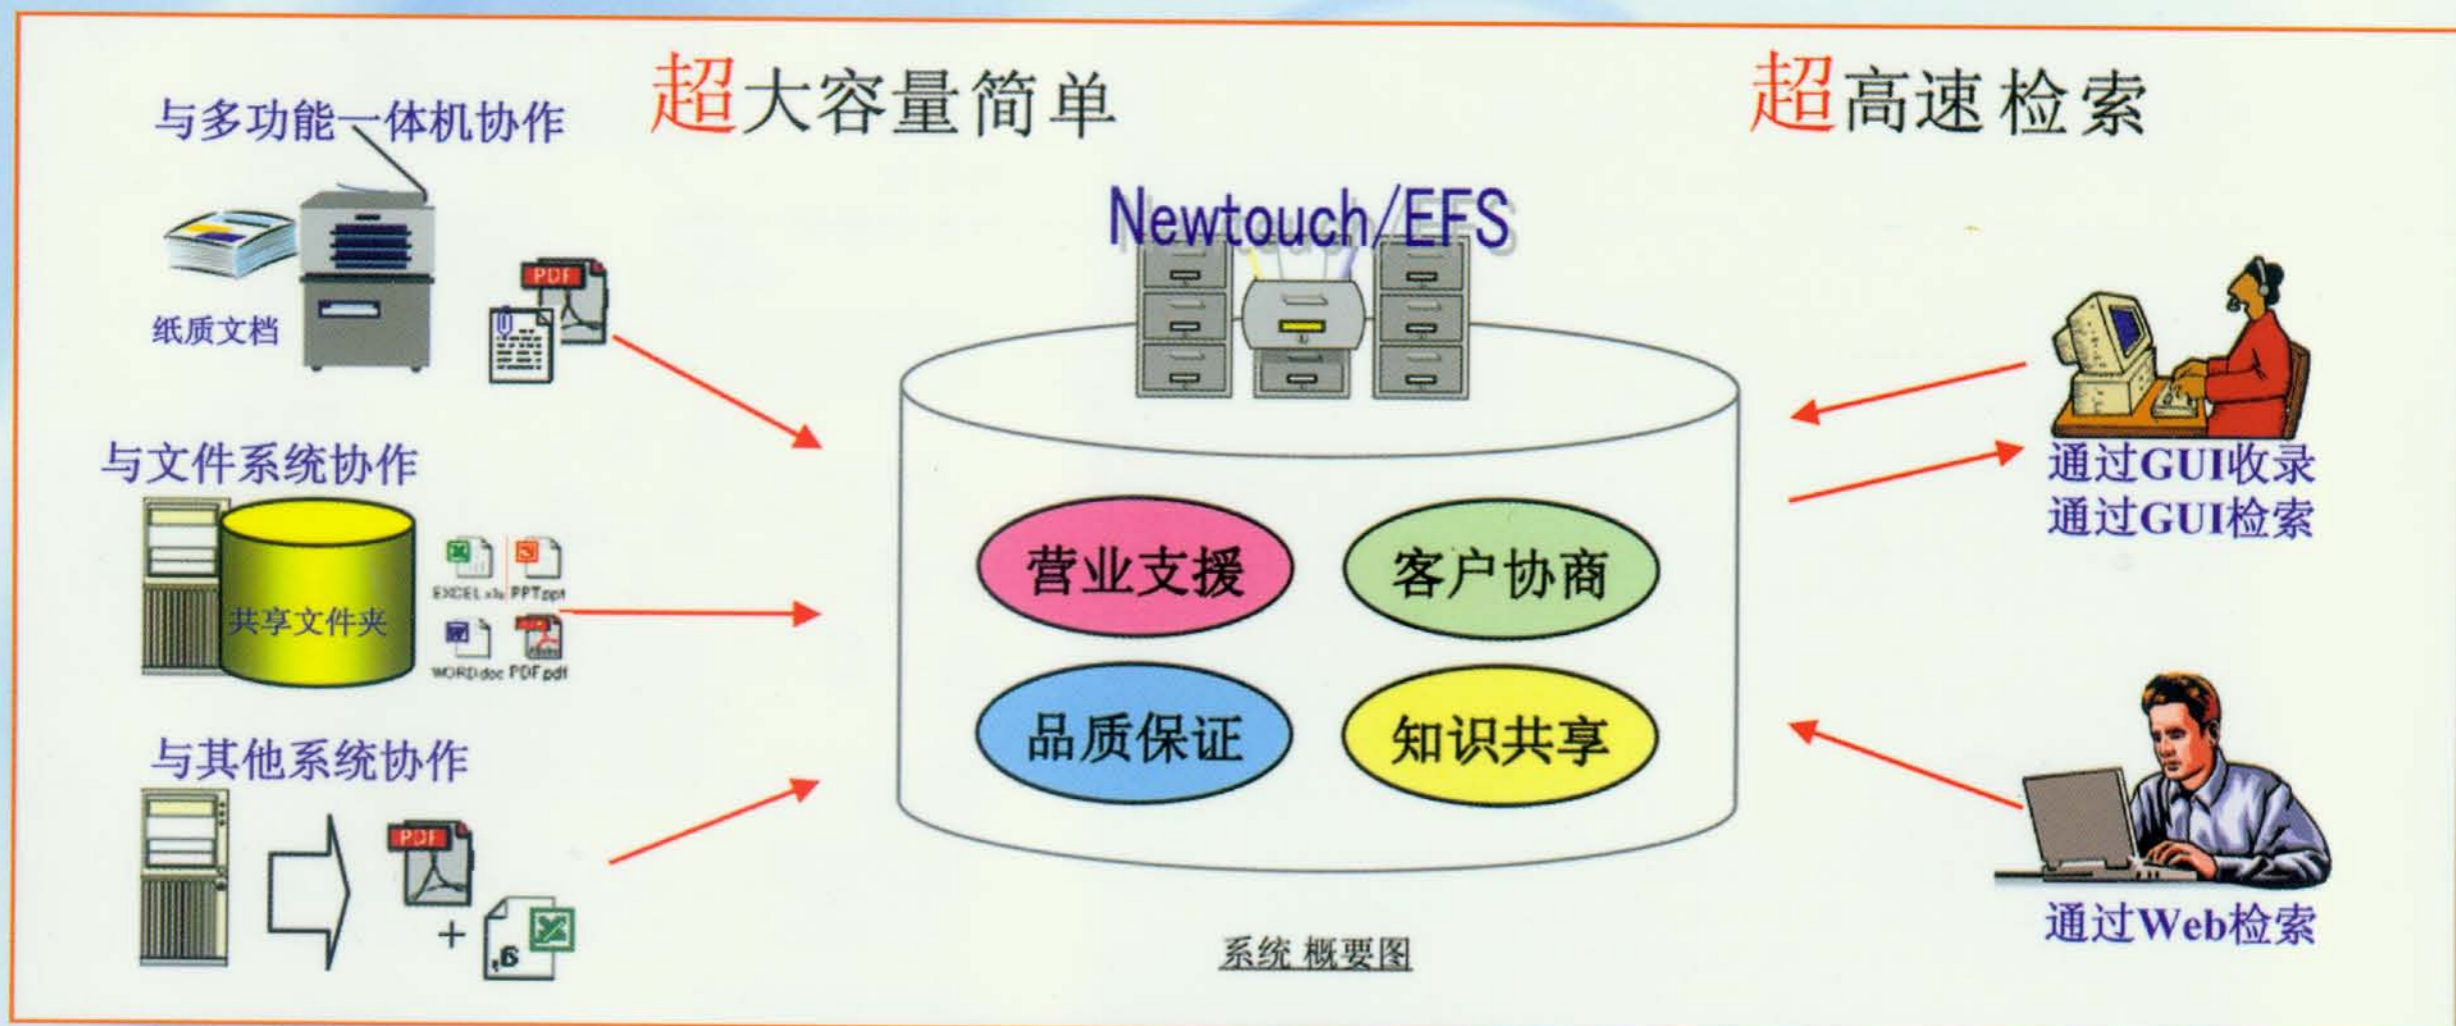 超大容量简单
超高速检索
与多功能一体机协作
纸质文档
PDF
与文件系统协作
共享文件夹
EXCEL.xls PPT.ppt
WORD.doc PDF.pdf
与其他系统协作
PDF
+
a,
Newtouch/EFS
营业支援
客户协商
品质保证
知识共享
系统 概要图
通过GUI收录
通过GUI检索
通过Web检索